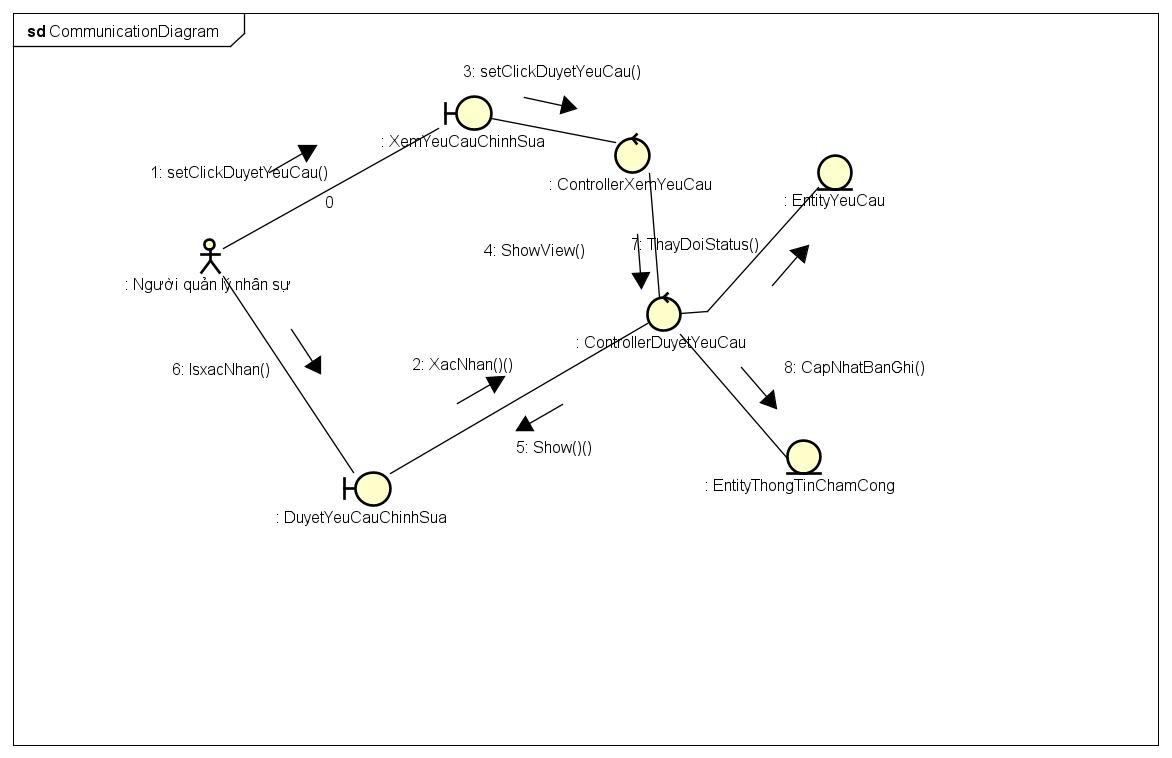 sd CommunicationDiagram
3: setClickDuyetYeuCau()
: XemYeuCauChinhSua
1: setClickDuyetYeuCau()
: ControllerXemYeuCau
0
: EntityYeuCau
4: ShowView()
7: ThayDoiStatus()
: Người quản lý nhân sự
: ControllerDuyetYeuCau
6: IsxacNhan()
2: XacNhan()()
8: CapNhatBanGhi()
5: Show()()
: EntityThongTinChamCong
: DuyetYeuCauChinhSua